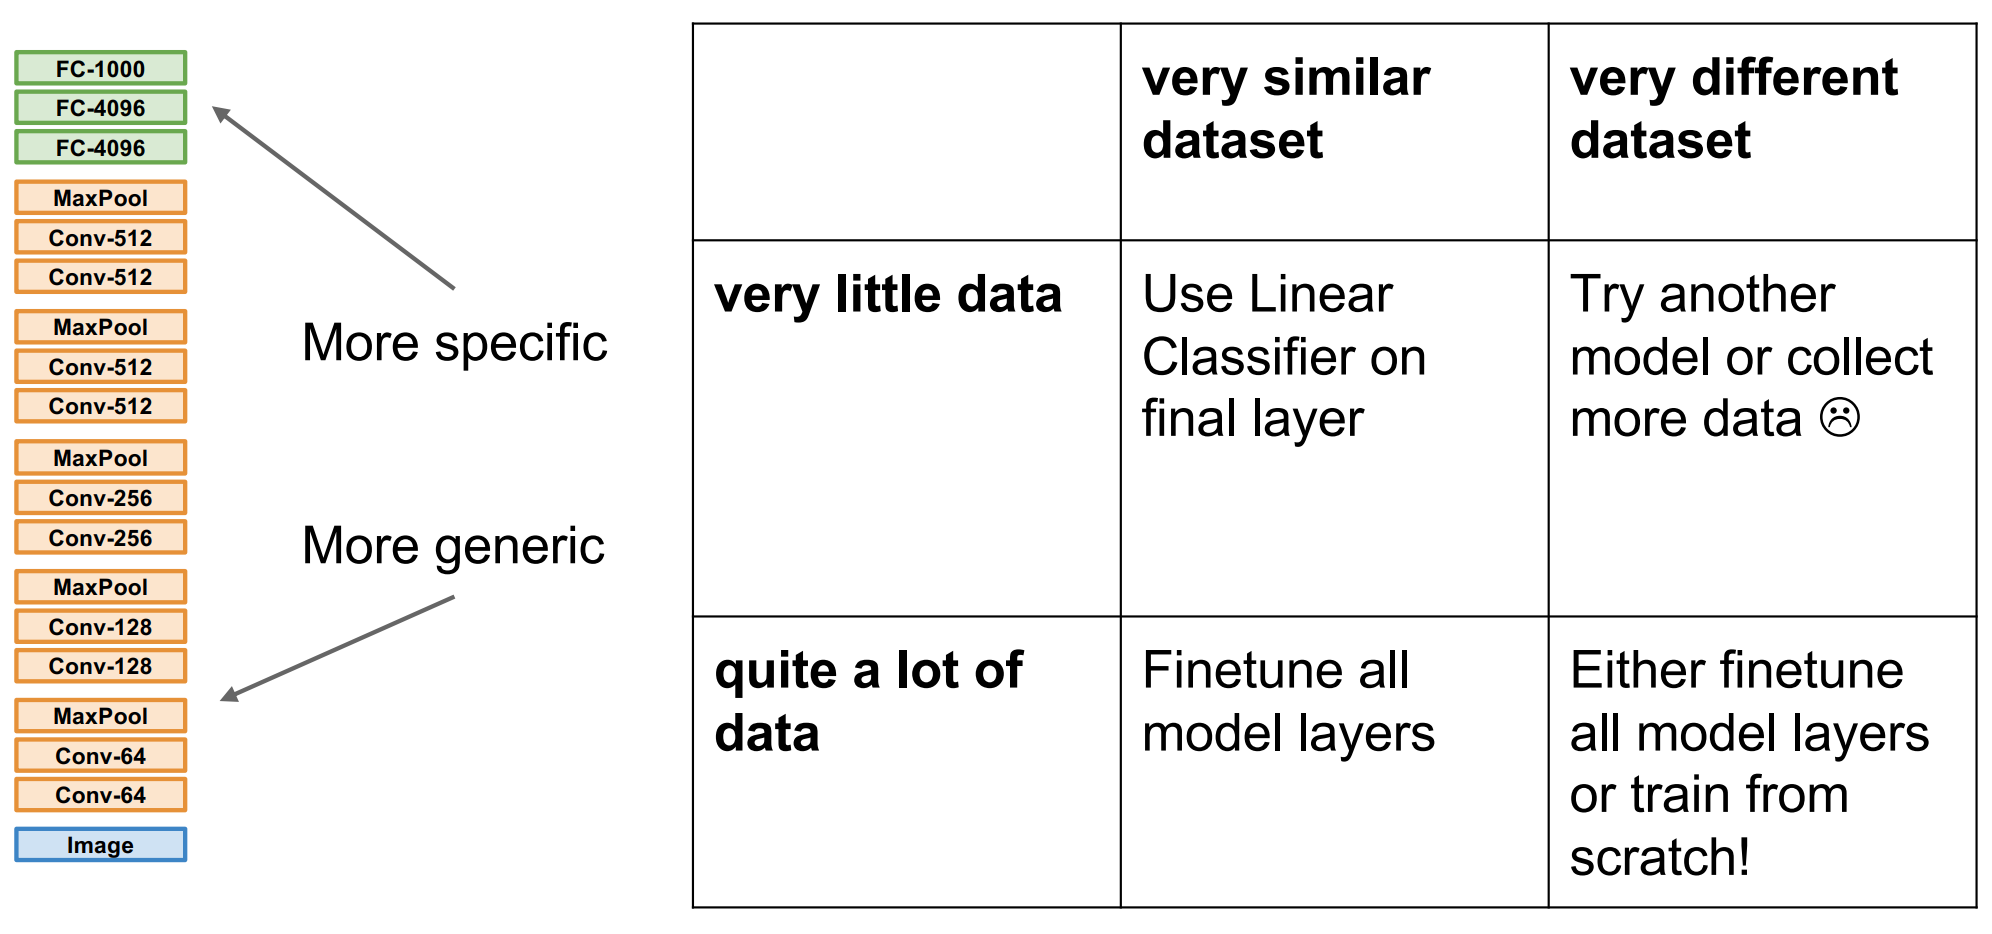 FC-1000
FC-4096
FC-4096
MaxPool
Conv-512
Conv-512
MaxPool
Conv-512
Conv-512
MaxPool
Conv-256
Conv-256
MaxPool
Conv-128
Conv-128
MaxPool
Conv-64
Conv-64
Image
More specific
More generic
very similar
dataset
very different
dataset
very little data
Use Linear
Classifier on
final layer
Try another
model or collect
more data ☹
quite a lot of
data
Finetune all
model layers
Either finetune
all model layers
or train from
scratch!